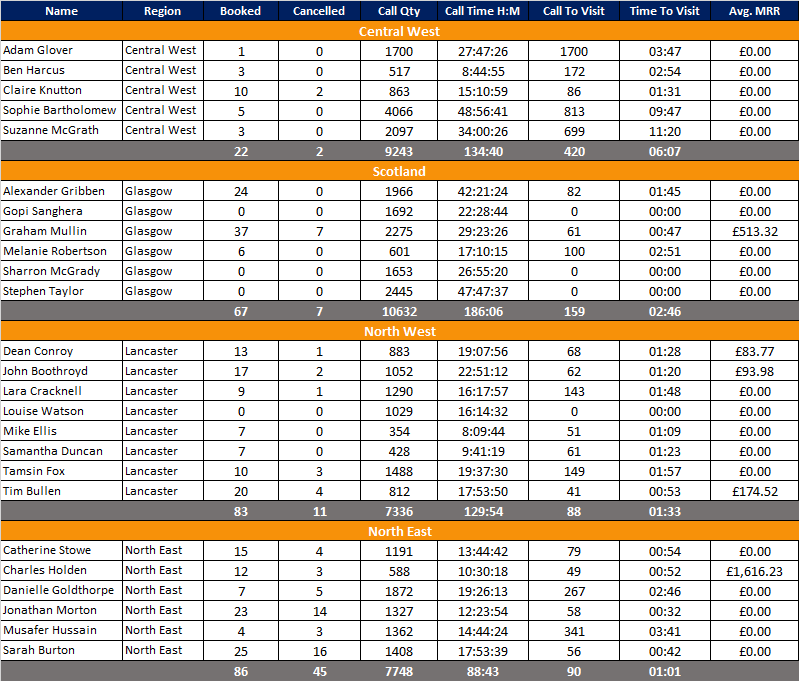 Name Region Booked Cancelled Call Qty Call Time H:M Call To Visit Time To Visit Avg. MRR
Central West
Adam Glover Central West 1 0 1700 27:47:26 1700 03:47 £0.00
Ben Harcus Central West 3 0 517 8:44:55 172 02:54 £0.00
Claire Knutton Central West 10 2 863 15:10:59 86 01:31 £0.00
Sophie Bartholomew Central West 5 0 4066 48:56:41 813 09:47 £0.00
Suzanne McGrath Central West 3 0 2097 34:00:26 699 11:20 £0.00
22 2 9243 134:40 420 06:07
Scotland
Alexander Gribben Glasgow 24 0 1966 42:21:24 82 01:45 £0.00
Gopi Sanghera Glasgow 0 0 1692 22:28:44 0 00:00 £0.00
Graham Mullin Glasgow 37 7 2275 29:23:26 61 00:47 £513.32
Melanie Robertson Glasgow 6 0 601 17:10:15 100 02:51 £0.00
Sharron McGrady Glasgow 0 0 1653 26:55:20 0 00:00 £0.00
Stephen Taylor Glasgow 0 0 2445 47:47:37 0 00:00 £0.00
67 7 10632 186:06 159 02:46
North West
Dean Conroy Lancaster 13 1 883 19:07:56 68 01:28 £83.77
John Boothroyd Lancaster 17 2 1052 22:51:12 62 01:20 £93.98
Lara Cracknell Lancaster 9 1 1290 16:17:57 143 01:48 £0.00
Louise Watson Lancaster 0 0 1029 16:14:32 0 00:00 £0.00
Mike Ellis Lancaster 7 0 354 8:09:44 51 01:09 £0.00
Samantha Duncan Lancaster 7 0 428 9:41:19 61 01:23 £0.00
Tamsin Fox Lancaster 10 3 1488 19:37:30 149 01:57 £0.00
Tim Bullen Lancaster 20 4 812 17:53:50 41 00:53 £174.52
83 11 7336 129:54 88 01:33
North East
Catherine Stowe North East 15 4 1191 13:44:42 79 00:54 £0.00
Charles Holden North East 12 3 588 10:30:18 49 00:52 £1,616.23
Danielle Goldthorpe North East 7 5 1872 19:26:13 267 02:46 £0.00
Jonathan Morton North East 23 14 1327 12:23:54 58 00:32 £0.00
Musafer Hussain North East 4 3 1362 14:44:24 341 03:41 £0.00
Sarah Burton North East 25 16 1408 17:53:39 56 00:42 £0.00
86 45 7748 88:43 90 01:01